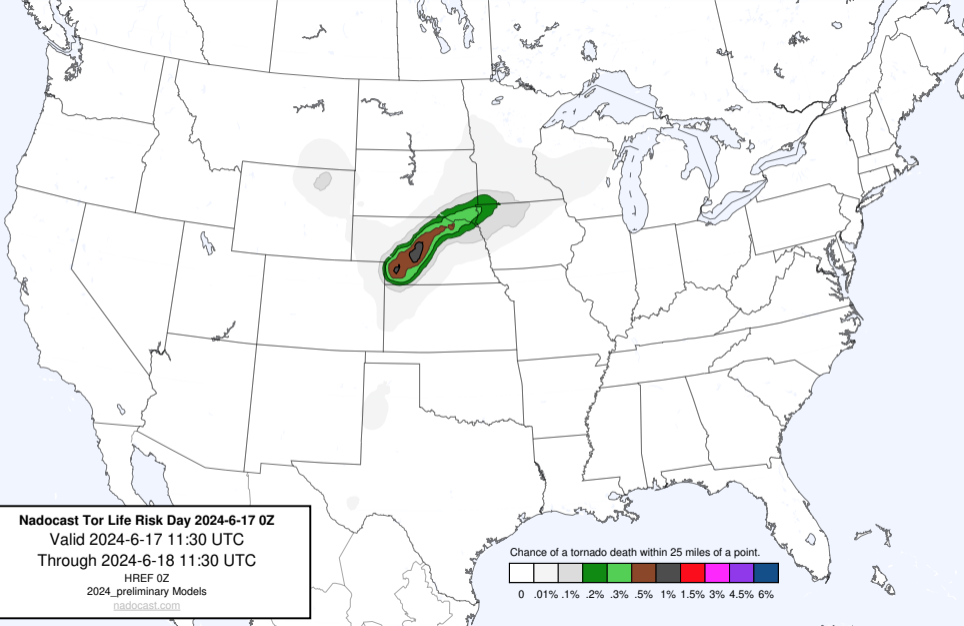 Nadocast Tor Life Risk Day 2024-6-17 0Z
Valid 2024-6-17 11:30 UTC
Through 2024-6-18 11:30 UTC
HREF 0Z
2024_preliminary Models
nadocast.com
Chance of a tornado death within 25 miles of a point.
0 .01% .1% .2% .3% .5% 1% 1.5% 3% 4.5% 6%